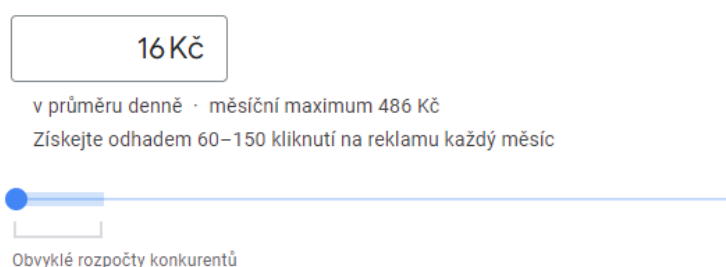 16 Kč
v průměru denně · měsíční maximum 486 Kč
Získejte odhadem 60–150 kliknutí na reklamu každý měsíc
Obvyklé rozpočty konkurentů